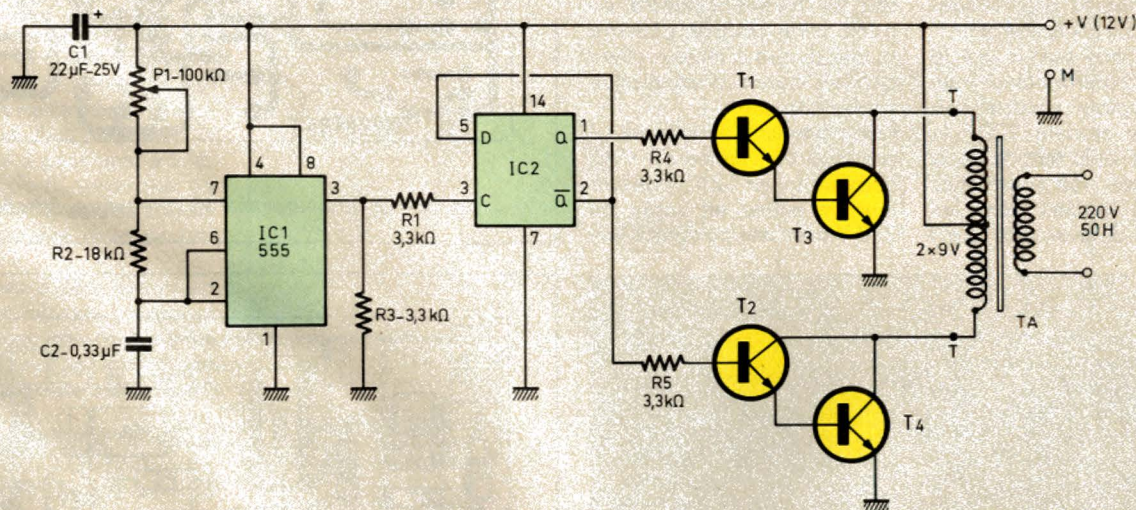 +
+V (12V)
C1
22µF-25V
P1-100kΩ
M
T1
T
14
5
D
Q
1
R4
3,3kΩ
IC2
4
8
7
3
R1
3,3kΩ
3
C
Q̅
2
T3
220V
50H
IC1
555
6
R2-18kΩ
7
2×9V
2
T2
R3-3,3kΩ
TA
T
1
C2-0,33µF
R5
3,3kΩ
T4